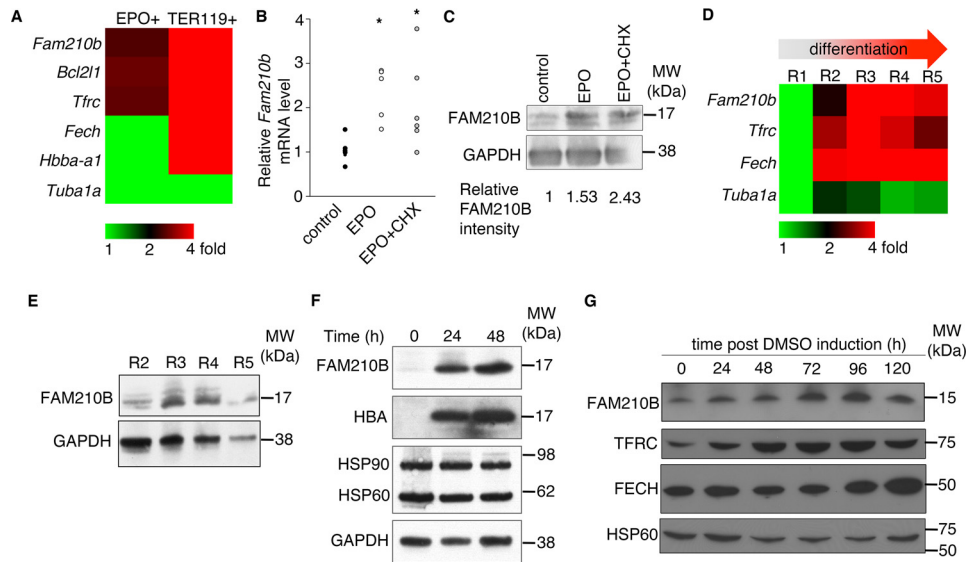 A
EPO+ TER119+
Fam210b
Bcl2l1
Tfrc
Fech
Hbba-a1
Tuba1a
1 2 4 fold
B
Relative Fam210b
mRNA level
4
3
2
1
0
*
*
control
EPO
EPO+CHX
C
control
EPO
EPO+CHX
MW
(kDa)
FAM210B
17
GAPDH
38
Relative
FAM210B
intensity
1 1.53 2.43
D
differentiation
R1 R2 R3 R4 R5
Fam210b
Tfrc
Fech
Tuba1a
1 2 4 fold
E
R2 R3 R4 R5
MW
(kDa)
FAM210B
17
GAPDH
38
F
MW
(kDa)
Time (h) 0 24 48
FAM210B
17
HBA
17
98
HSP90
HSP60
62
GAPDH
38
G
MW
(kDa)
time post DMSO induction (h)
0 24 48 72 96 120
FAM210B
15
TFRC
75
FECH
50
HSP60
75
50